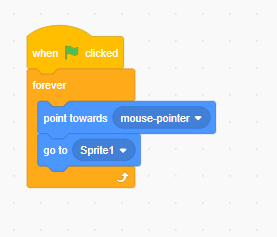 when clicked
forever
point towards mouse-pointer
go to Sprite1